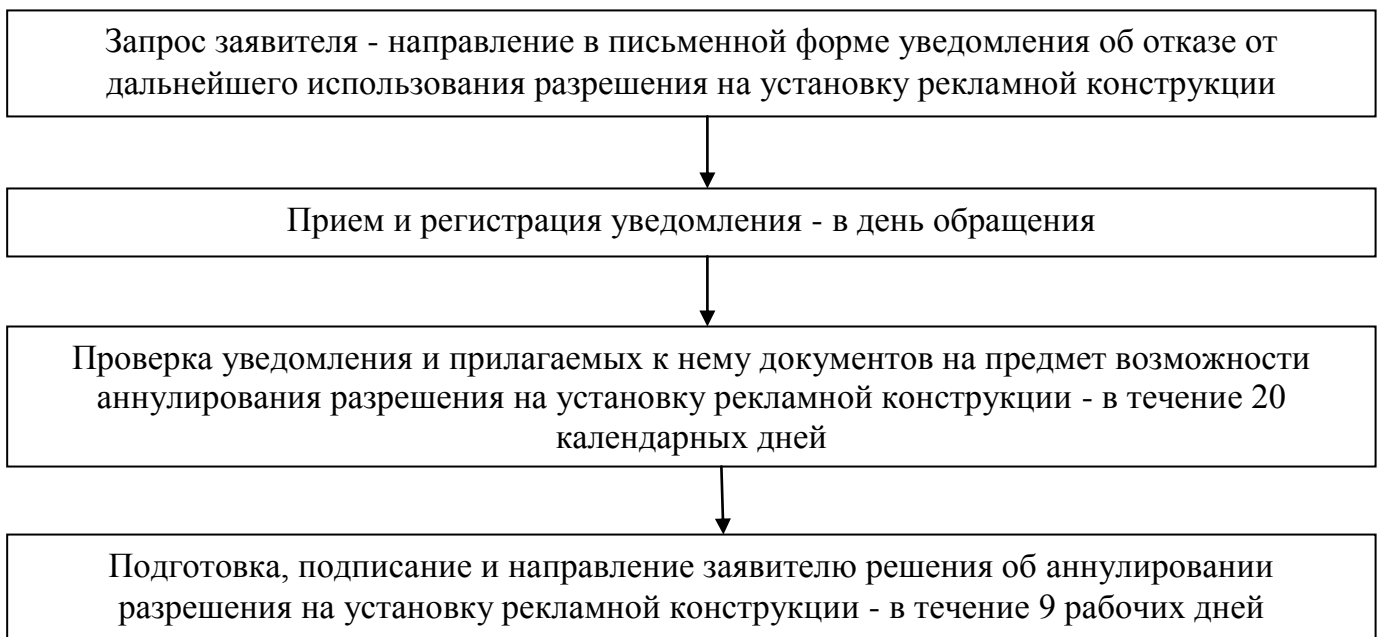 Запрос заявителя - направление в письменной форме уведомления об отказе от
дальнейшего использования разрешения на установку рекламной конструкции
Прием и регистрация уведомления - в день обращения
Проверка уведомления и прилагаемых к нему документов на предмет возможности
аннулирования разрешения на установку рекламной конструкции - в течение 20
календарных дней
Подготовка, подписание и направление заявителю решения об аннулировании
разрешения на установку рекламной конструкции - в течение 9 рабочих дней